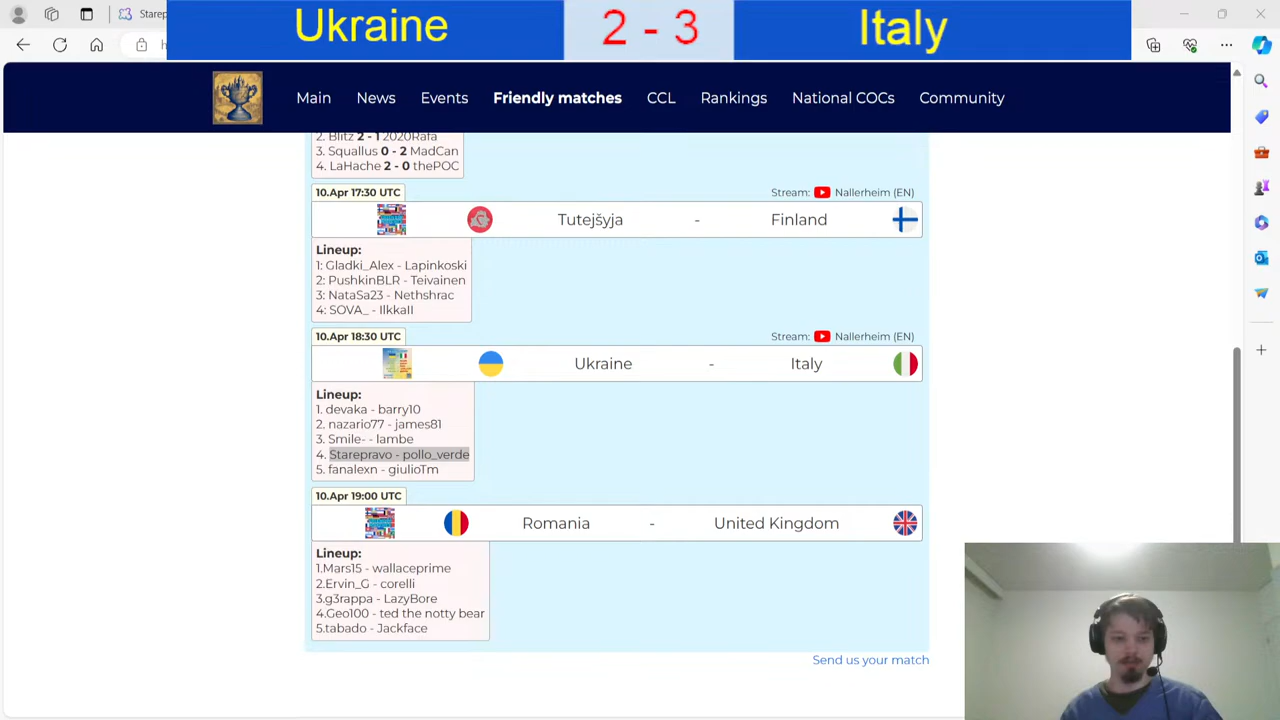 Starep
Ukraine 2 - 3 Italy
Main News Events Friendly matches CCL Rankings National COCs Community
2. Blitz 2 - 1 2020Rafa
3. Squallus 0 - 2 MadCan
4. LaHache 2 - 0 thePOC
10.Apr 17:30 UTC
Stream: Nallerheim (EN)
Tutejšyja - Finland
Lineup:
1: Gladki_Alex - Lapinkoski
2: PushkinBLR - Teivainen
3: NataSa23 - Nethshrac
4: SOVA_ - IlkkaII
10.Apr 18:30 UTC
Stream: Nallerheim (EN)
Ukraine - Italy
Lineup:
1. devaka - barry10
2. nazario77 - james81
3. Smile- - lambe
4. Starepravo - pollo_verde
5. fanalexn - giulioTm
10.Apr 19:00 UTC
Romania - United Kingdom
Lineup:
1.Mars15 - wallaceprime
2.Ervin_G - corelli
3.g3rappa - LazyBore
4.Geo100 - ted the notty bear
5.tabado - Jackface
Send us your match